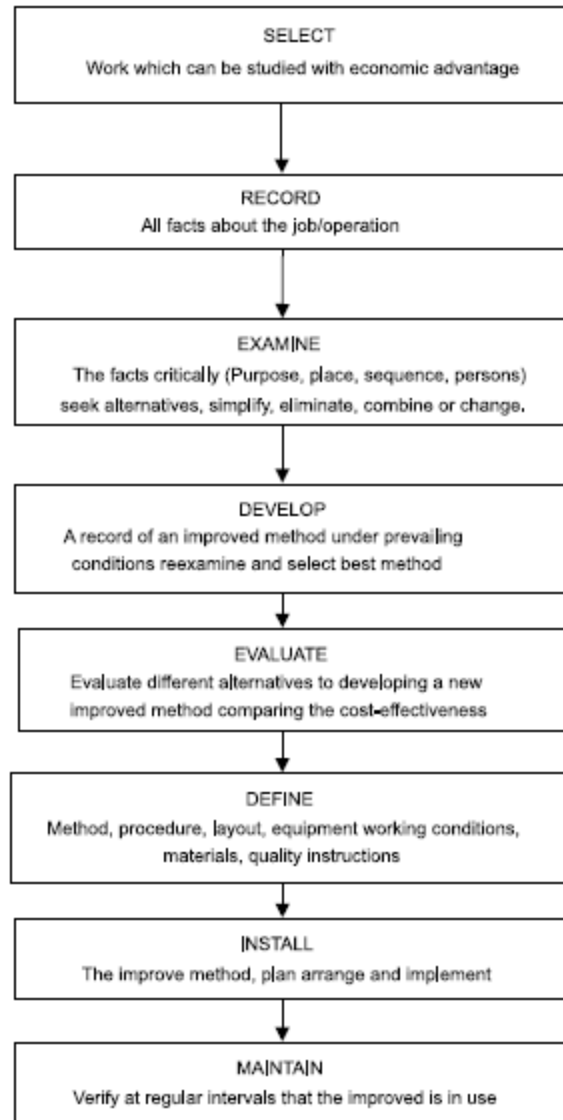 SELECT
Work which can be studied with economic advantage
RECORD
All facts about the job/operation
EXAMINE
The facts critically (Purpose, place, sequence, persons)
seek alternatives, simplify, eliminate, combine or change.
DEVELOP
A record of an improved method under prevailing
conditions reexamine and select best method
EVALUATE
Evaluate different alternatives to developing a new
improved method comparing the cost-effectiveness
DEFINE
Method, procedure, layout, equipment working conditions,
materials, quality instructions
INSTALL
The improve method, plan arrange and implement
MAINTAIN
Verify at regular intervals that the improved is in use